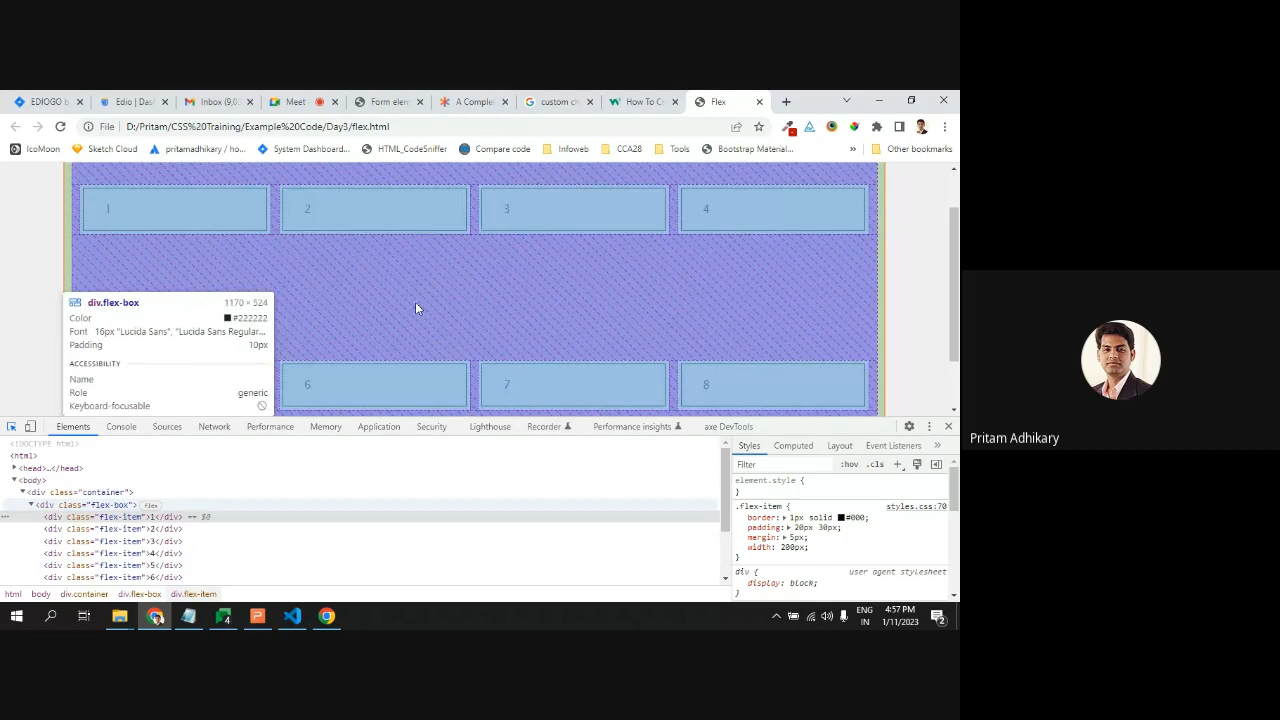 EDIOGO b
Edio | Das
Inbox (9,0
Meet
Form elem
A Comple
custom ch
How To C
Flex
File D:/Pritam/CSS%20Training/Example%20Code/Day3/flex.html
IcoMoon Sketch Cloud pritamadhikary / ho... System Dashboard... HTML_CodeSniffer Compare code Infoweb CCA28 Tools Bootstrap Material... » Other bookmarks
1 2 3 4
div.flex-box 1170 × 524
Color #222222
Font 16px "Lucida Sans", "Lucida Sans Regular...
Padding 10px
ACCESSIBILITY
Name
Role generic
Keyboard-focusable
6 7 8
Elements Console Sources Network Performance Memory Application Security Lighthouse Recorder Performance insights axe DevTools
<!DOCTYPE html>
<html>
<head>…</head>
<body>
<div class="container">
<div class="flex-box"> Flex
<div class="flex-item">1</div> == $0
<div class="flex-item">2</div>
<div class="flex-item">3</div>
<div class="flex-item">4</div>
<div class="flex-item">5</div>
<div class="flex-item">6</div>
html body div.container div.flex-box div.flex-item
Styles Computed Layout Event Listeners »
Filter :hov .cls +
element.style {
}
.flex-item { styles.css:70
border: 1px solid #000;
padding: 20px 30px;
margin: 5px;
width: 200px;
}
div { user agent stylesheet
display: block;
}
4
ENG
IN
4:57 PM
1/11/2023
2
Pritam Adhikary